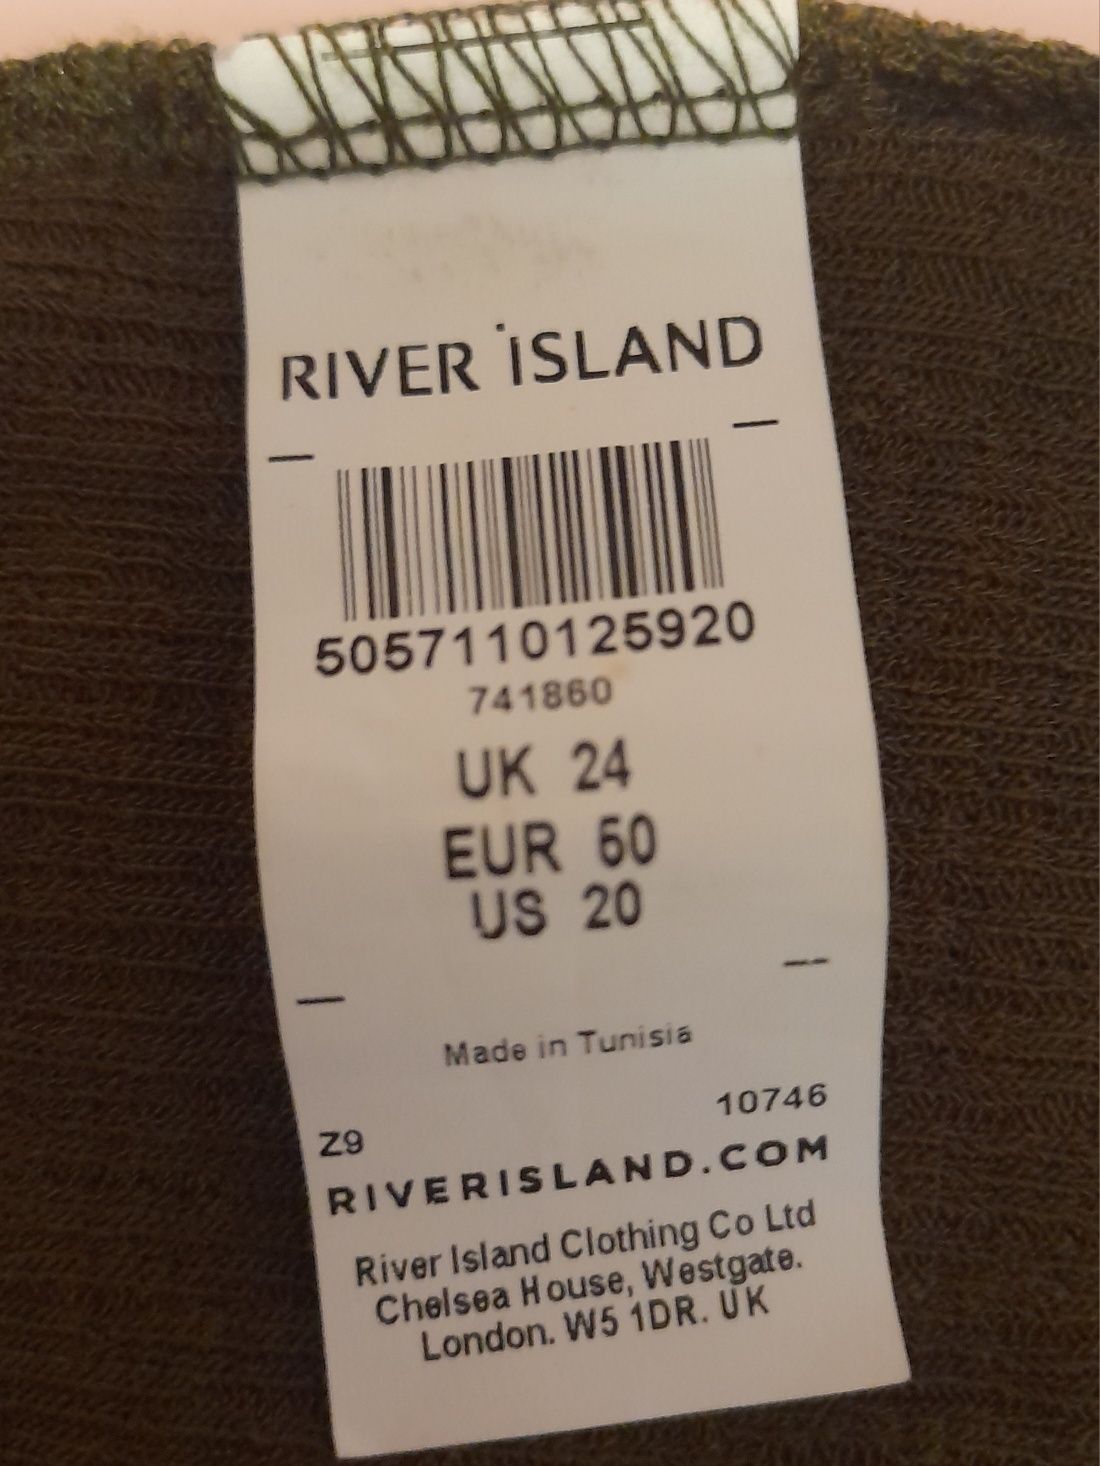 RIVER ISLAND
5057110125920
741860
UK 24
EUR 50
US 20
Made in Tunisia
10746
Z9
RIVERISLAND.COM
River Island Clothing Co Ltd
Chelsea House, Westgate.
London. W5 1DR. UK